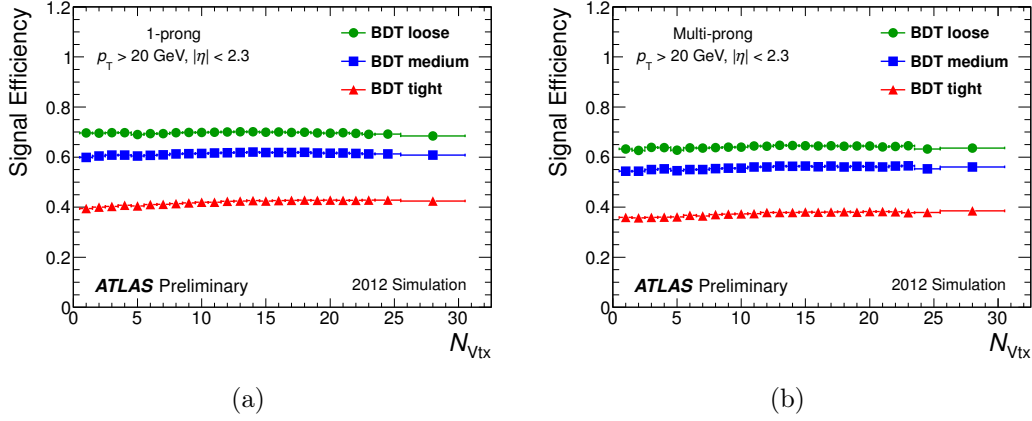 Signal Efficiency
1.2
1
0.8
0.6
0.4
0.2
0
1-prong
p_T > 20 GeV, |η| < 2.3
BDT loose
BDT medium
BDT tight
ATLAS Preliminary
2012 Simulation
0 5 10 15 20 25 30
N_Vtx
(a)
Signal Efficiency
1.2
1
0.8
0.6
0.4
0.2
0
Multi-prong
p_T > 20 GeV, |η| < 2.3
BDT loose
BDT medium
BDT tight
ATLAS Preliminary
2012 Simulation
0 5 10 15 20 25 30
N_Vtx
(b)